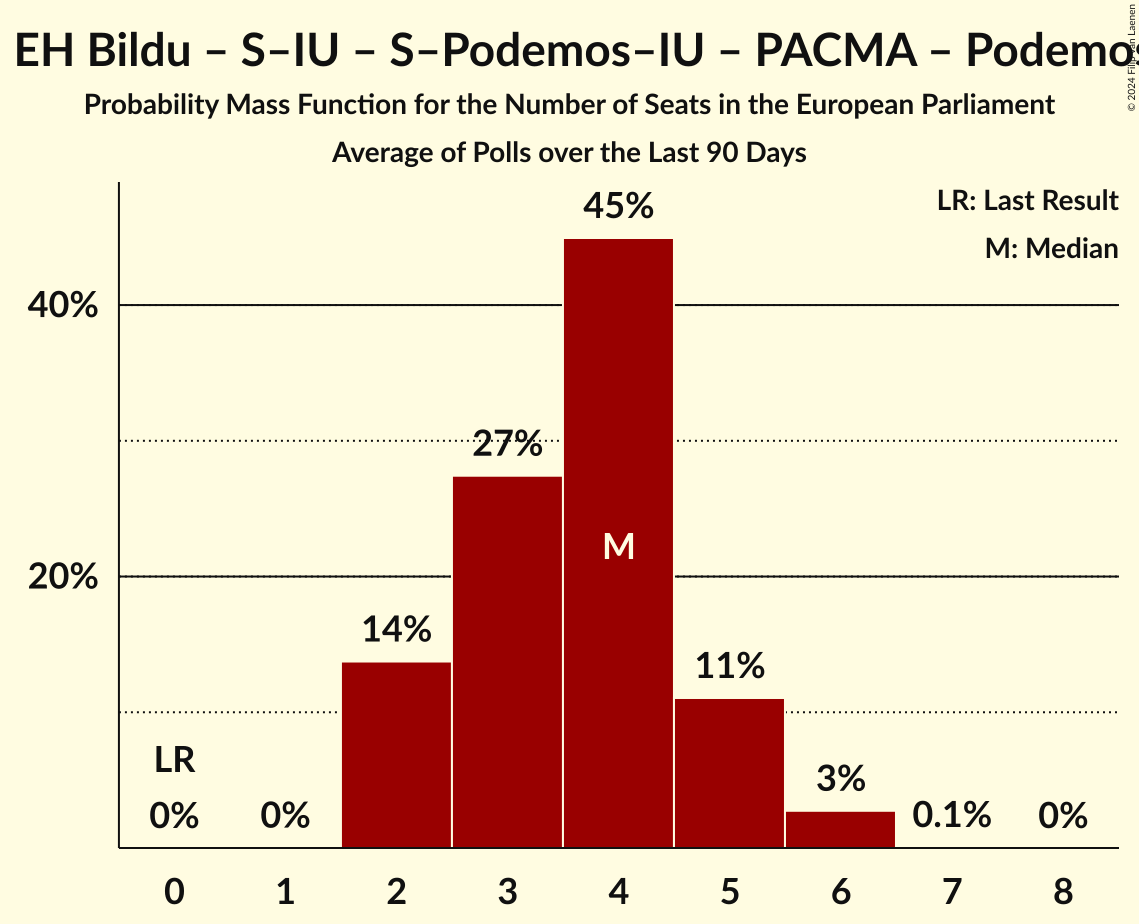 EH Bildu – S–IU – S–Podemos–IU – PACMA – Podemos
© 2024 Filip van Laenen
Probability Mass Function for the Number of Seats in the European Parliament
Average of Polls over the Last 90 Days
LR: Last Result
M: Median
45%
40%
27%
M
20%
14%
11%
LR
3%
0%
0%
0.1%
0%
0 1 2 3 4 5 6 7 8